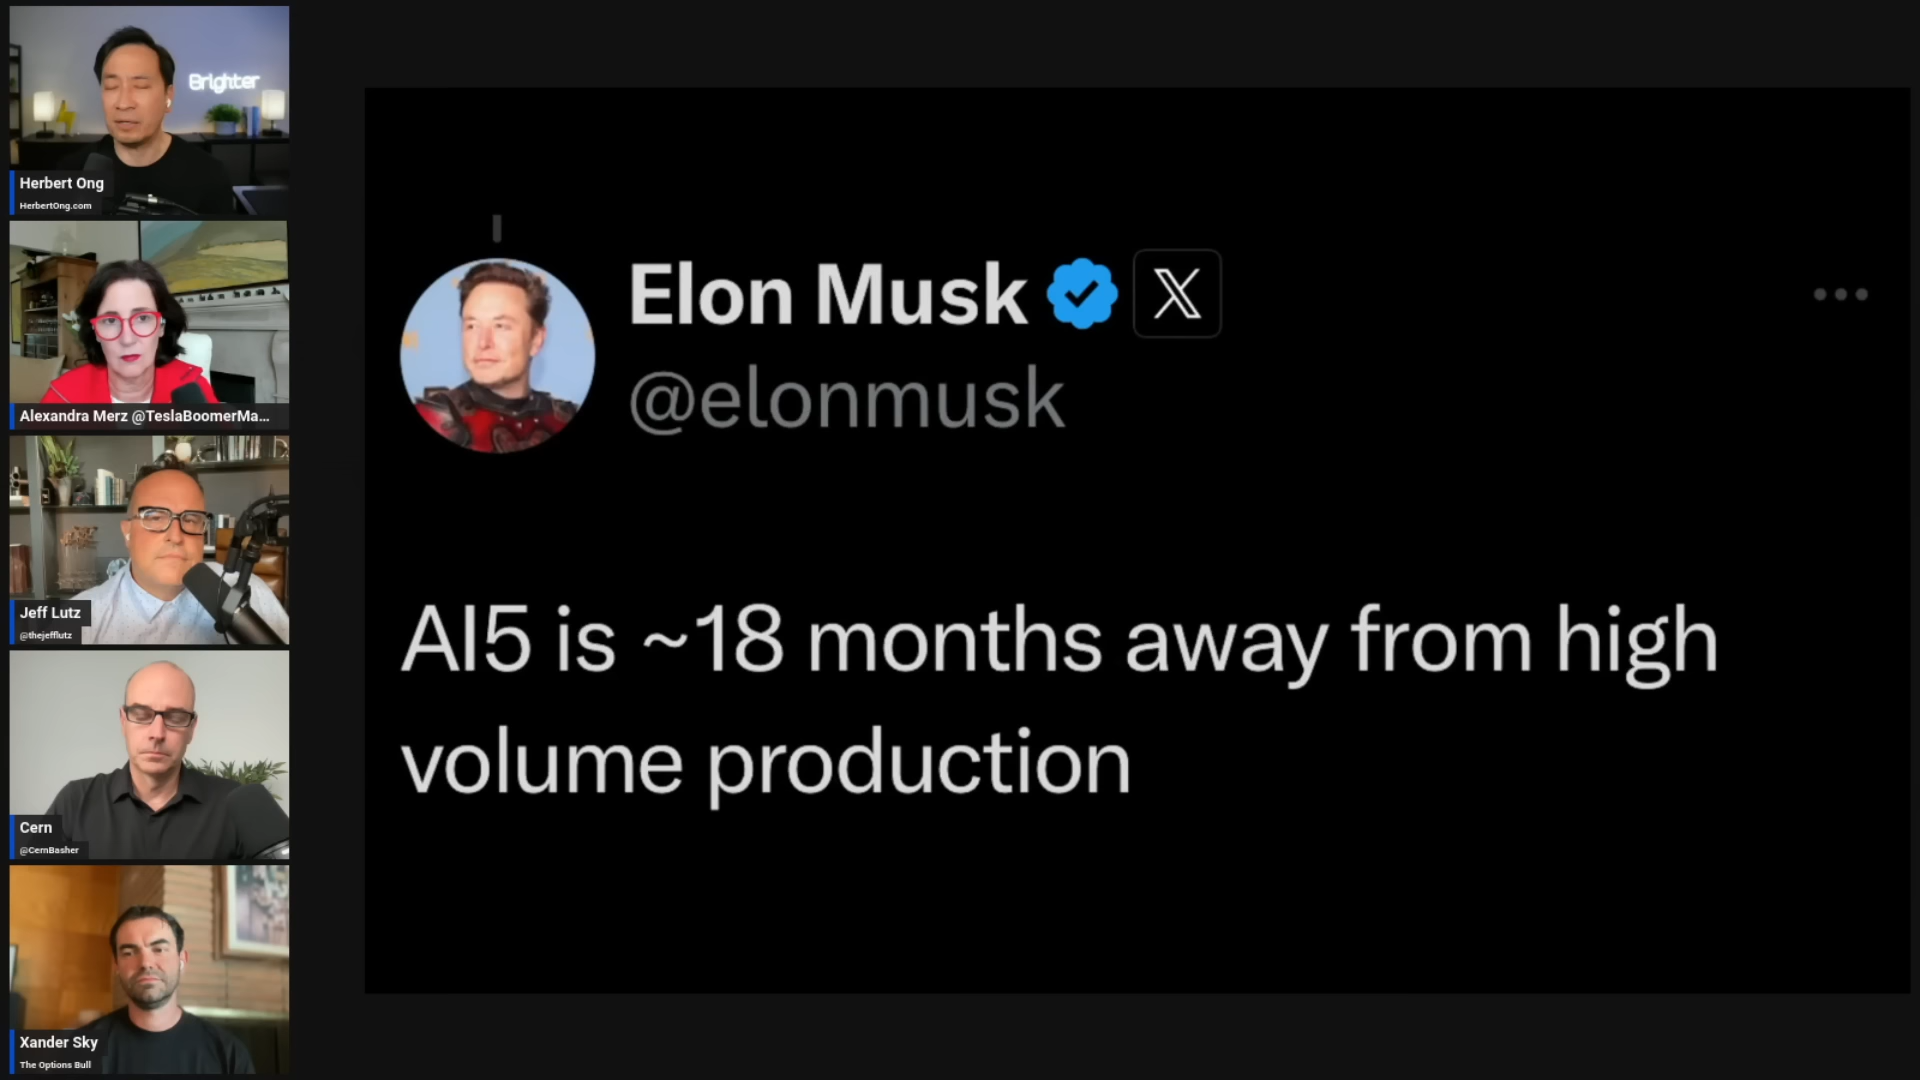 Brighter
Herbert Ong
HerbertOng.com
Alexandra Merz @TeslaBoomerMa...
Jeff Lutz
@thejefflutz
Cern
@CernBasher
Xander Sky
The Options Bull
Elon Musk
@elonmusk
AI5 is ~18 months away from high
volume production